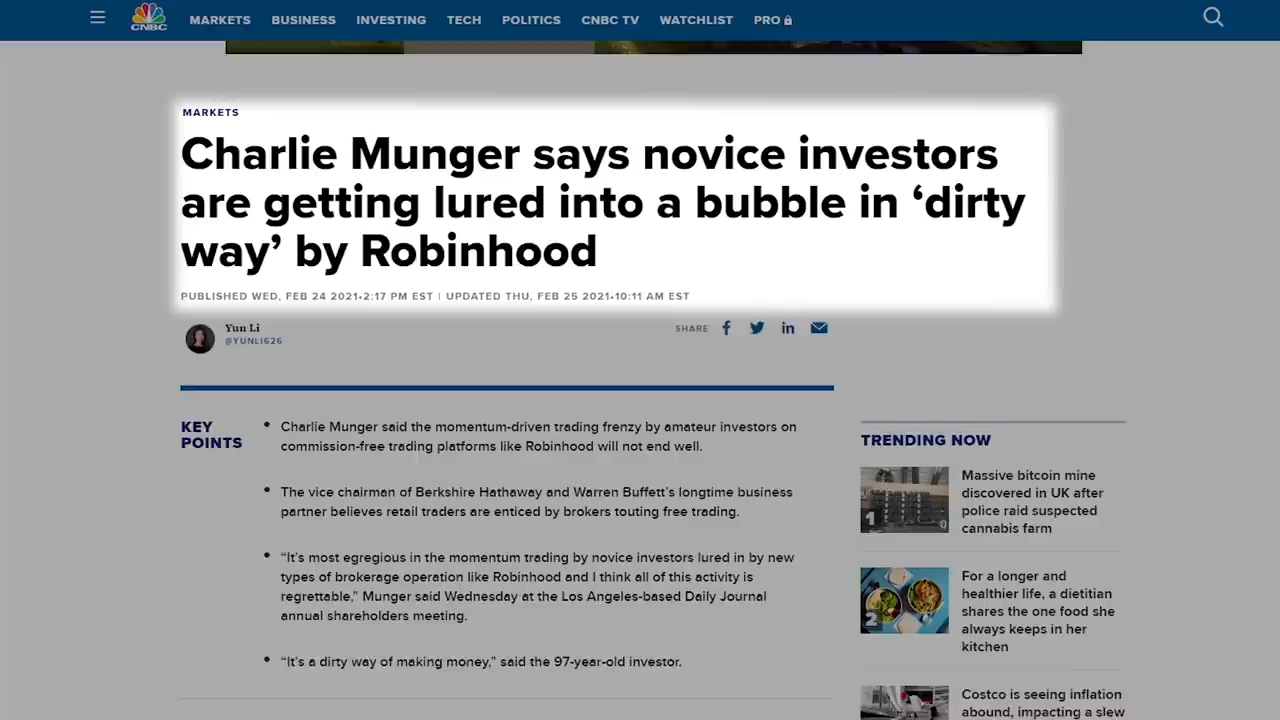 MARKETS BUSINESS INVESTING TECH POLITICS CNBC TV WATCHLIST PRO
CNBC
MARKETS
Charlie Munger says novice investors
are getting lured into a bubble in ‘dirty
way’ by Robinhood
PUBLISHED WED, FEB 24 2021•2:17 PM EST | UPDATED THU, FEB 25 2021•10:11 AM EST
Yun Li
@YUNLI626
SHARE
KEY
POINTS
• Charlie Munger said the momentum-driven trading frenzy by amateur investors on
commission-free trading platforms like Robinhood will not end well.
• The vice chairman of Berkshire Hathaway and Warren Buffett’s longtime business
partner believes retail traders are enticed by brokers touting free trading.
• “It’s most egregious in the momentum trading by novice investors lured in by new
types of brokerage operation like Robinhood and I think all of this activity is
regrettable,” Munger said Wednesday at the Los Angeles-based Daily Journal
annual shareholders meeting.
• “It’s a dirty way of making money,” said the 97-year-old investor.
TRENDING NOW
1
Massive bitcoin mine
discovered in UK after
police raid suspected
cannabis farm
2
For a longer and
healthier life, a dietitian
shares the one food she
always keeps in her
kitchen
Costco is seeing inflation
abound, impacting a slew